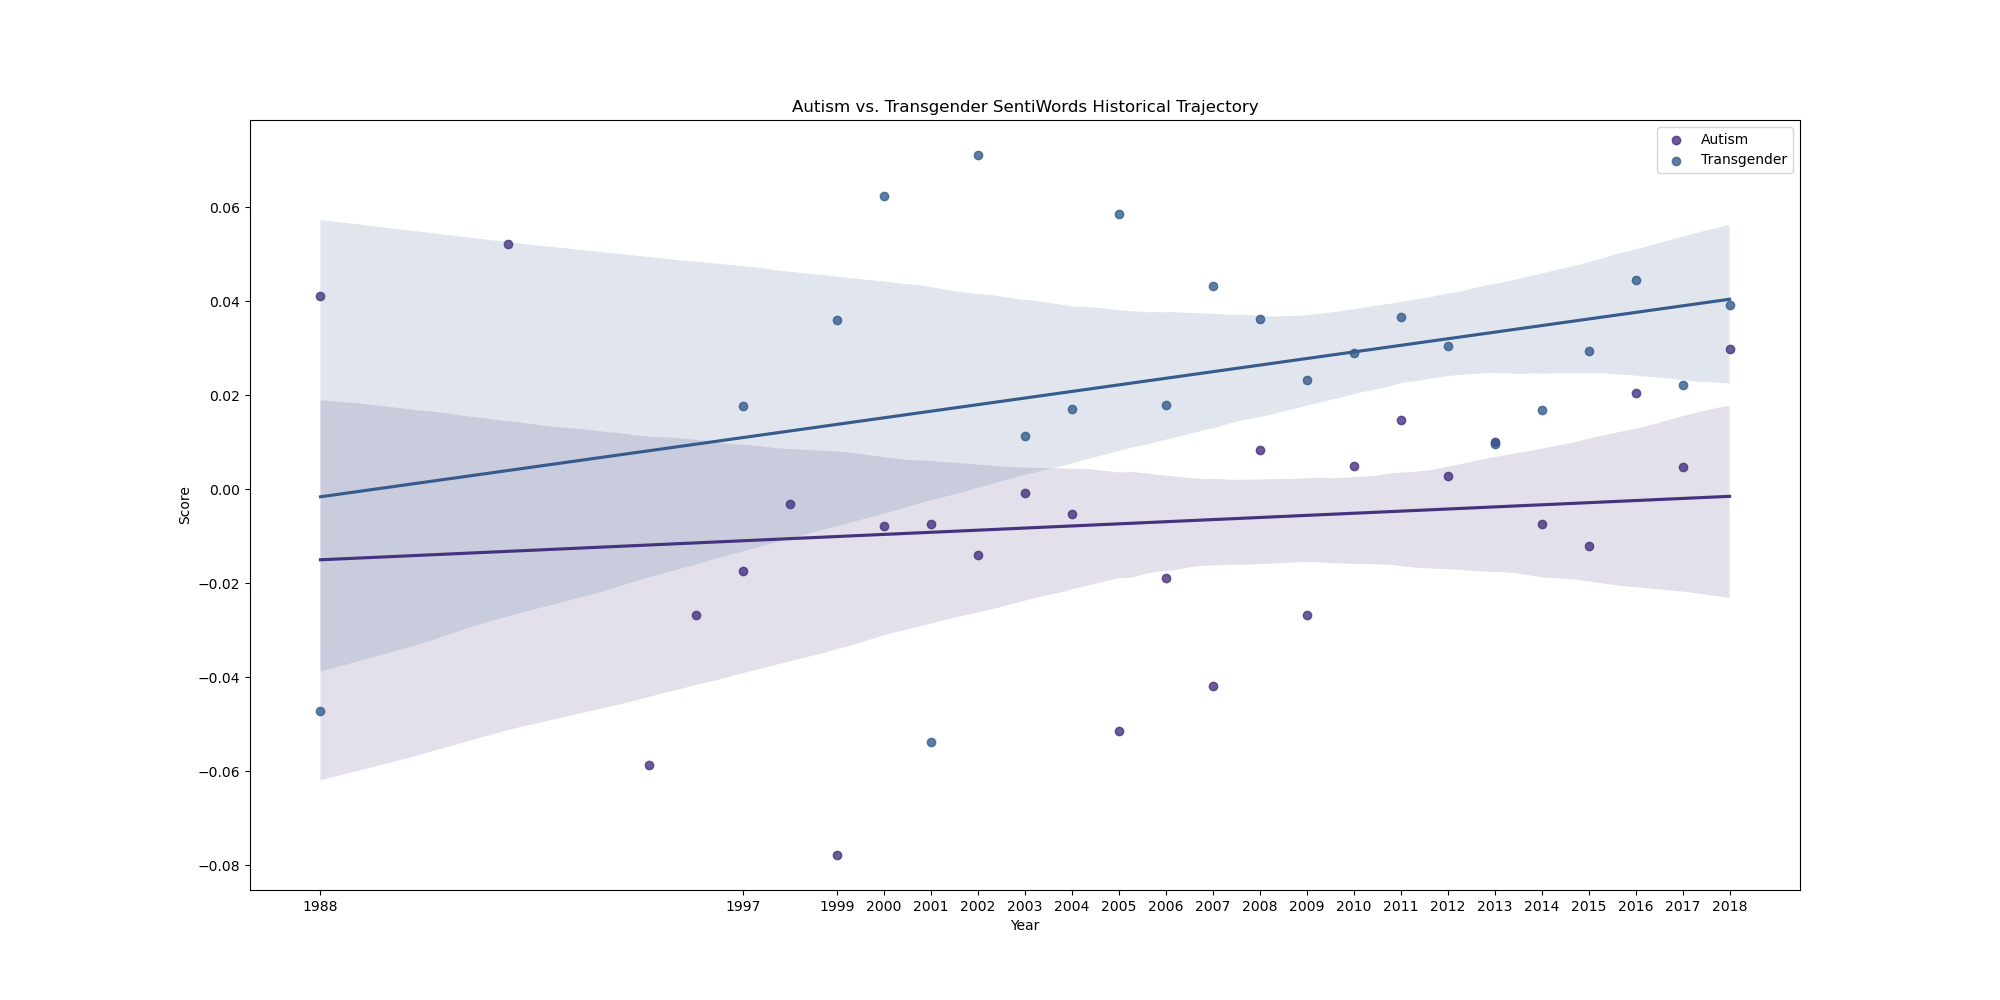 Autism vs. Transgender SentiWords Historical Trajectory
Autism
Transgender
0.06
0.04
0.02
0.00
−0.02
−0.04
−0.06
−0.08
Score
1988 1997 1999 2000 2001 2002 2003 2004 2005 2006 2007 2008 2009 2010 2011 2012 2013 2014 2015 2016 2017 2018
Year